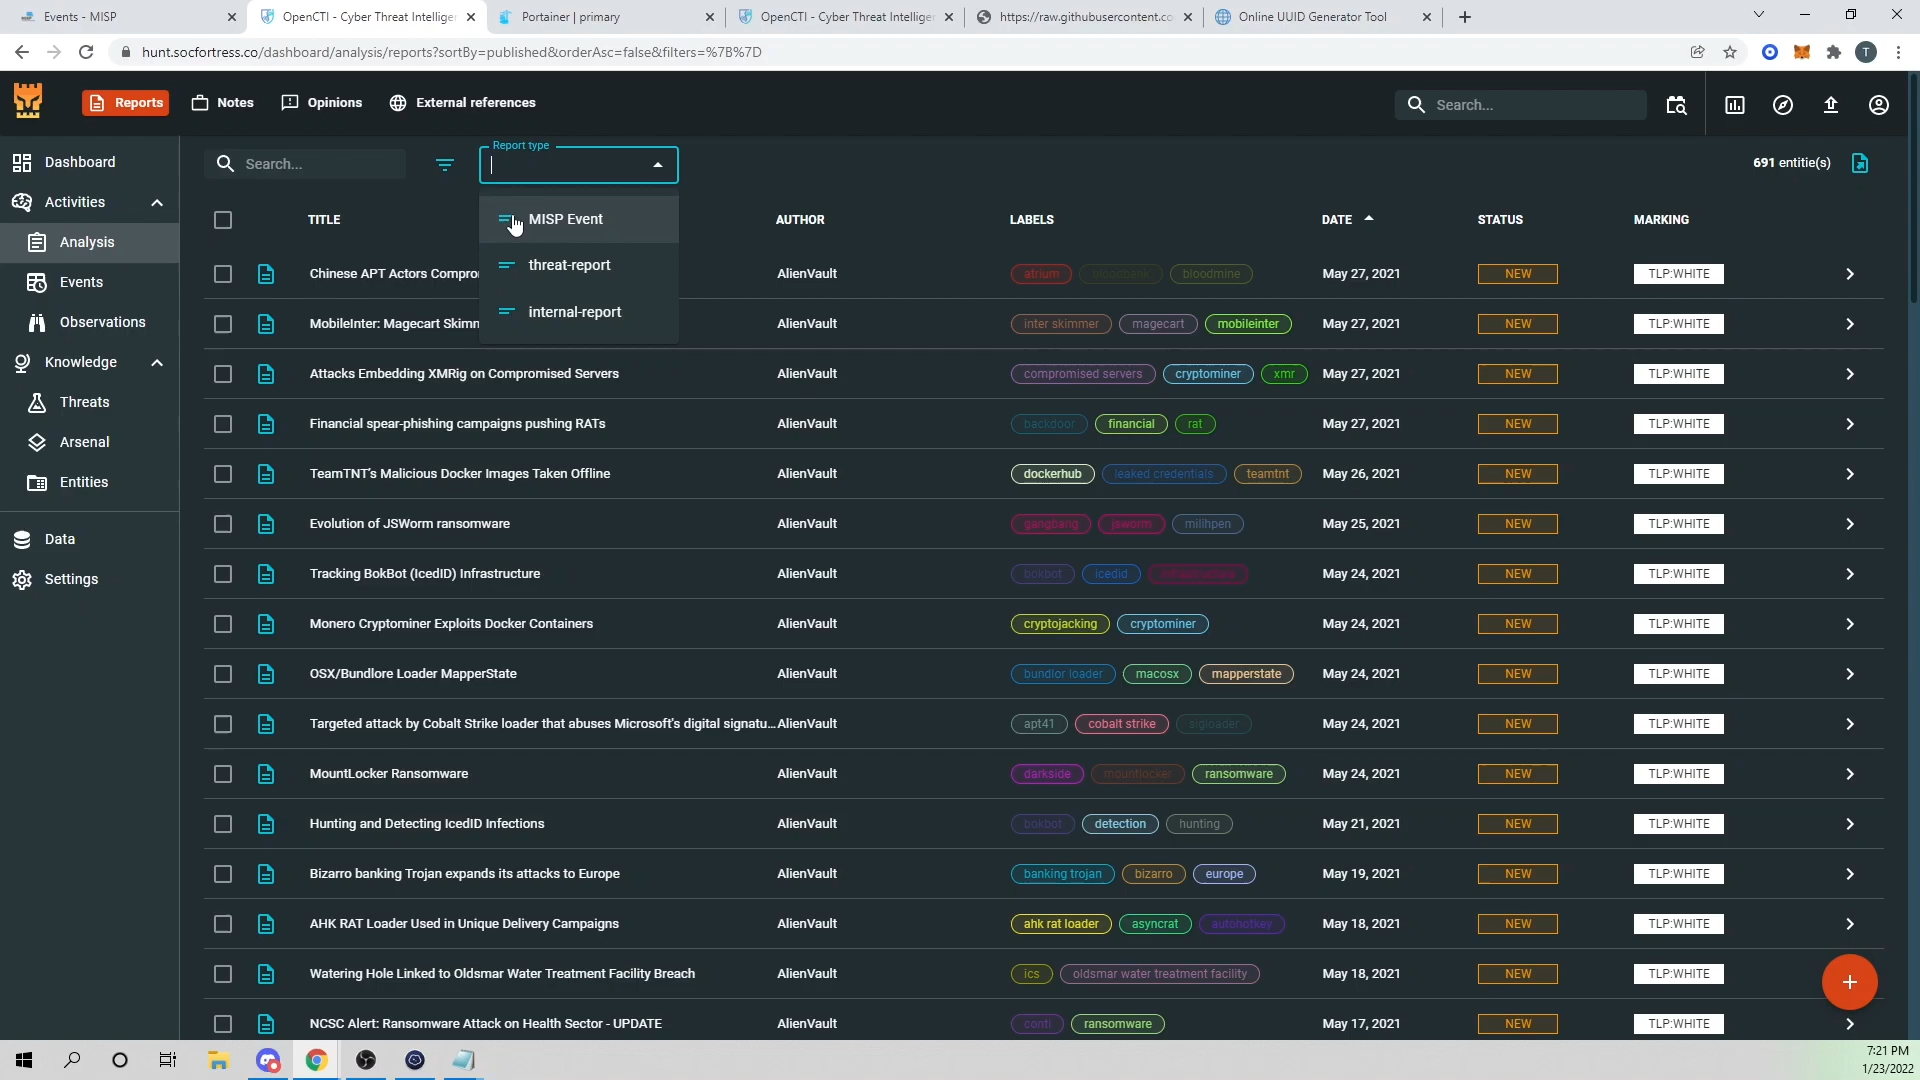 Events - MISP
OpenCTI - Cyber Threat Intelliger
Portainer | primary
OpenCTI - Cyber Threat Intelliger
https://raw.githubusercontent.co
Online UUID Generator Tool
hunt.socfortress.co/dashboard/analysis/reports?sortBy=published&orderAsc=false&filters=%7B%7D
T
Reports
Notes
Opinions
External references
Search...
Dashboard
Activities
Analysis
Events
Observations
Knowledge
Threats
Arsenal
Entities
Data
Settings
Search...
Report type
691 entitie(s)
MISP Event
threat-report
internal-report
TITLE AUTHOR LABELS DATE STATUS MARKING
Chinese APT Actors Compro AlienVault atrium bloodbank bloodmine May 27, 2021 NEW TLP:WHITE
MobileInter: Magecart Skimn AlienVault inter skimmer magecart mobileinter May 27, 2021 NEW TLP:WHITE
Attacks Embedding XMRig on Compromised Servers AlienVault compromised servers cryptominer xmr May 27, 2021 NEW TLP:WHITE
Financial spear-phishing campaigns pushing RATs AlienVault backdoor financial rat May 27, 2021 NEW TLP:WHITE
TeamTNT's Malicious Docker Images Taken Offline AlienVault dockerhub leaked credentials teamtnt May 26, 2021 NEW TLP:WHITE
Evolution of JSWorm ransomware AlienVault gangbang jsworm milihpen May 25, 2021 NEW TLP:WHITE
Tracking BokBot (IcedID) Infrastructure AlienVault bokbot icedid infrastructure May 24, 2021 NEW TLP:WHITE
Monero Cryptominer Exploits Docker Containers AlienVault cryptojacking cryptominer May 24, 2021 NEW TLP:WHITE
OSX/Bundlore Loader MapperState AlienVault bundlor loader macosx mapperstate May 24, 2021 NEW TLP:WHITE
Targeted attack by Cobalt Strike loader that abuses Microsoft's digital signatu... AlienVault apt41 cobalt strike sigloader May 24, 2021 NEW TLP:WHITE
MountLocker Ransomware AlienVault darkside mountlocker ransomware May 24, 2021 NEW TLP:WHITE
Hunting and Detecting IcedID Infections AlienVault bokbot detection hunting May 21, 2021 NEW TLP:WHITE
Bizarro banking Trojan expands its attacks to Europe AlienVault banking trojan bizarro europe May 19, 2021 NEW TLP:WHITE
AHK RAT Loader Used in Unique Delivery Campaigns AlienVault ahk rat loader asyncrat autohotkey May 18, 2021 NEW TLP:WHITE
Watering Hole Linked to Oldsmar Water Treatment Facility Breach AlienVault ics oldsmar water treatment facility May 18, 2021 NEW TLP:WHITE
NCSC Alert: Ransomware Attack on Health Sector - UPDATE AlienVault conti ransomware May 17, 2021 NEW TLP:WHITE
7:21 PM
1/23/2022